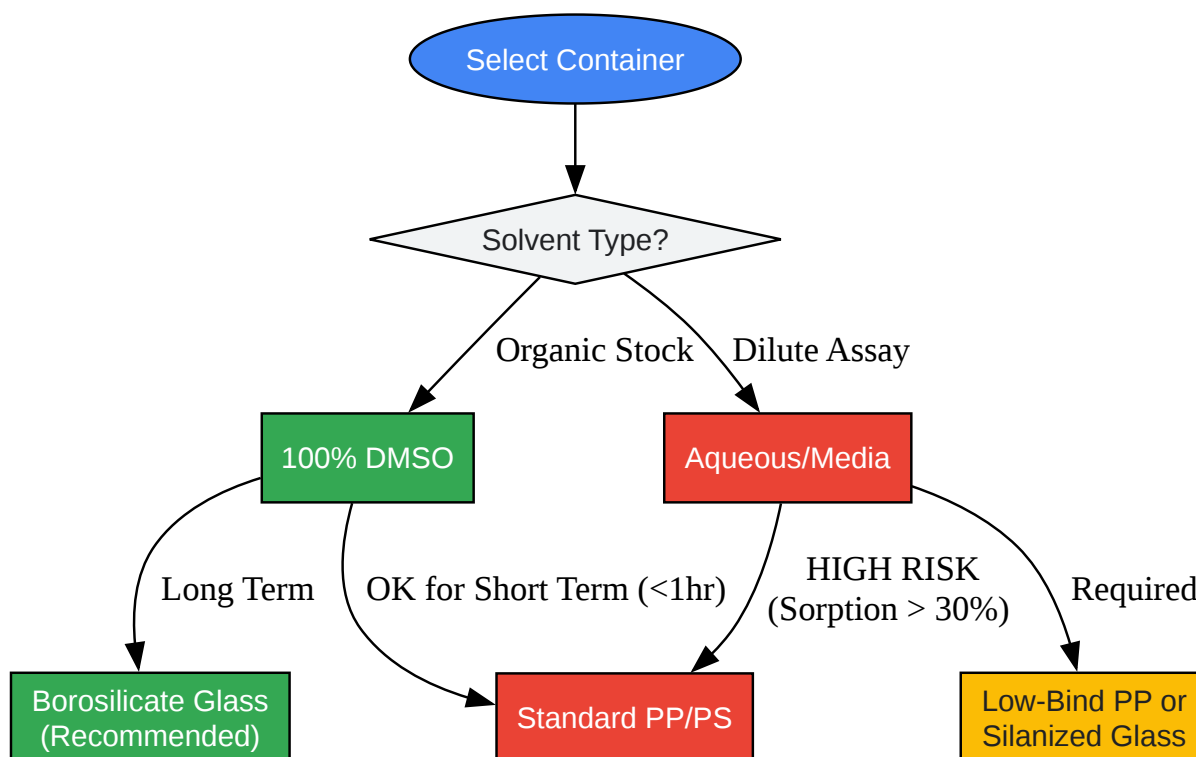 Select Container
Solvent Type?
Organic Stock
Dilute Assay
100% DMSO
Aqueous/Media
Long Term
OK for Short Term (<1hr)
HIGH RISK
(Sorption > 30%)
Required
Borosilicate Glass
(Recommended)
Standard PP/PS
Low-Bind PP or
Silanized Glass